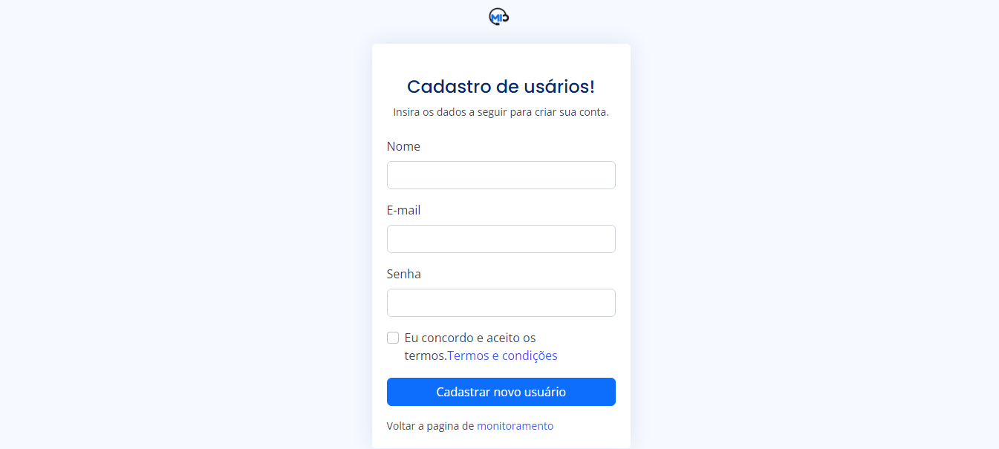 MI
Cadastro de usários!
Insira os dados a seguir para criar sua conta.
Nome
E-mail
Senha
Eu concordo e aceito os
termos.Termos e condições
Cadastrar novo usuário
Voltar a pagina de monitoramento